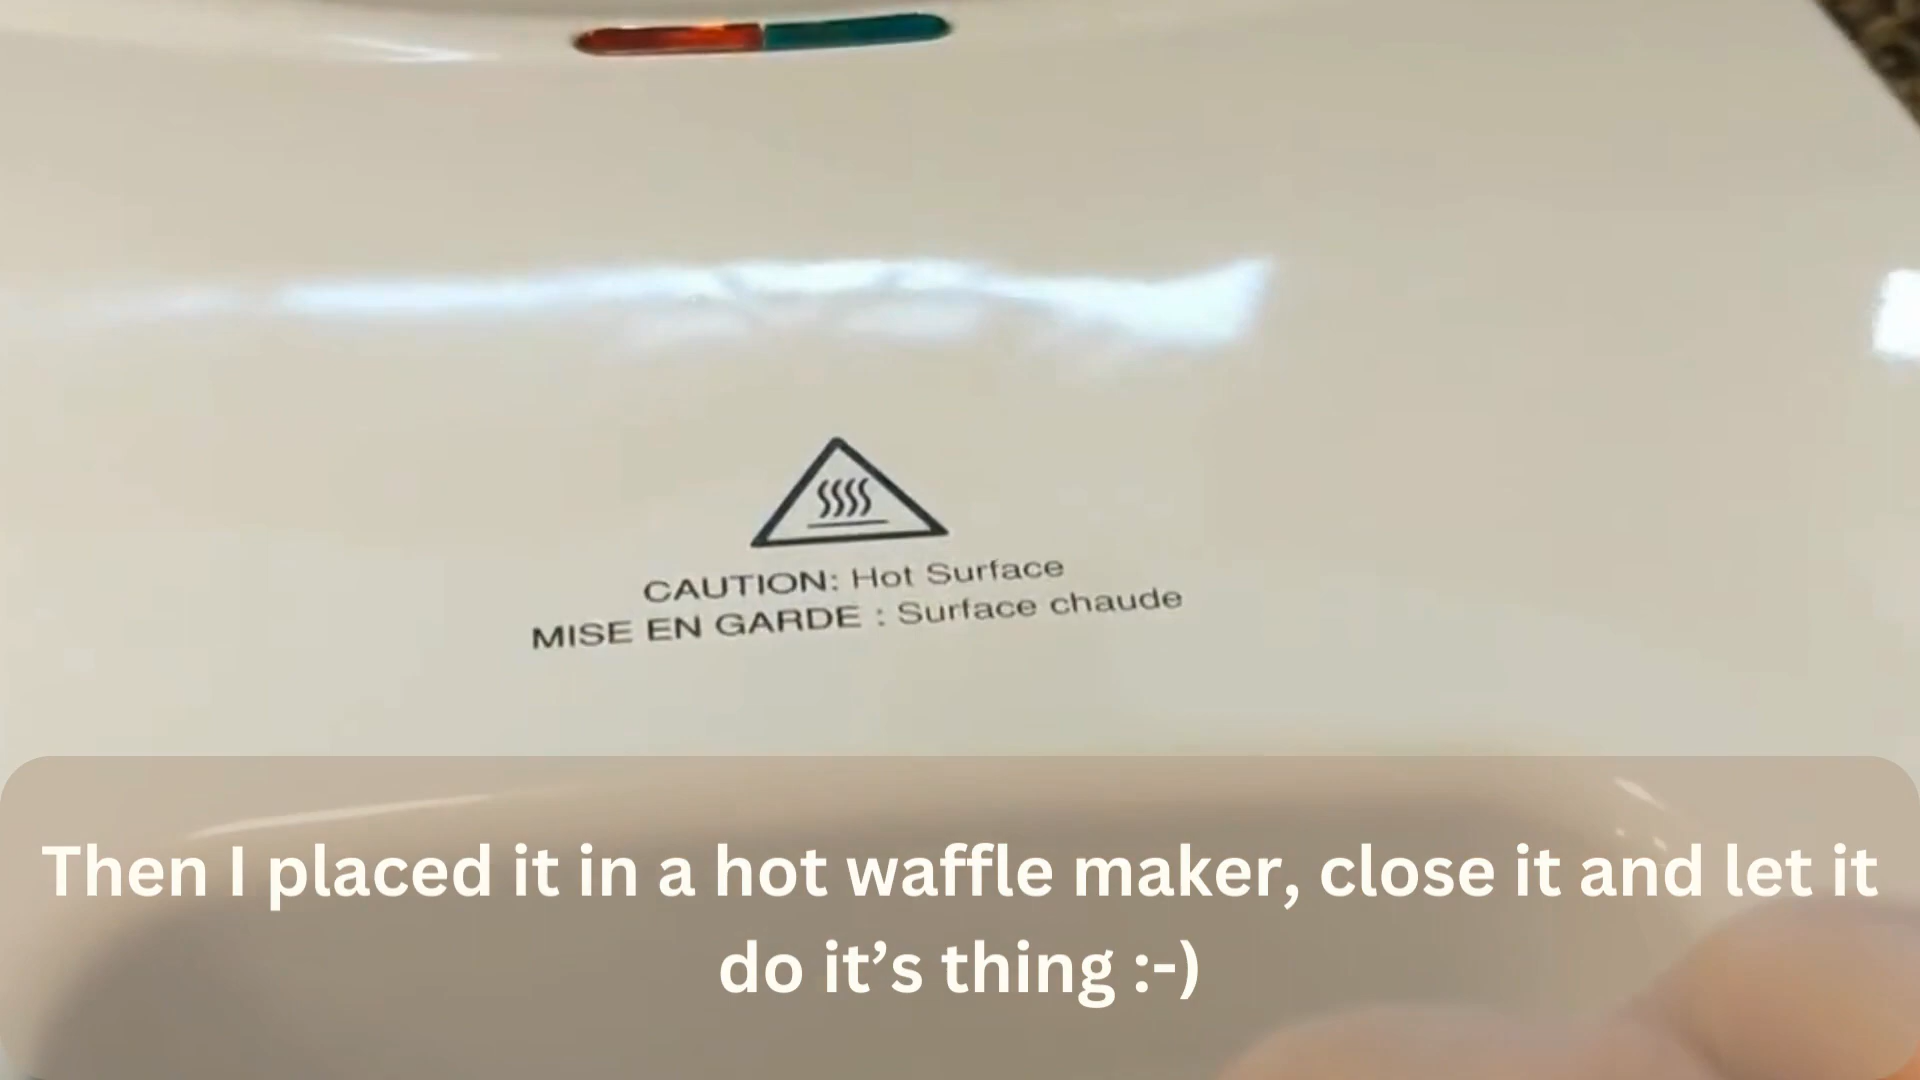 CAUTION: Hot Surface
MISE EN GARDE : Surface chaude
Then I placed it in a hot waffle maker, close it and let it
do it’s thing :-)